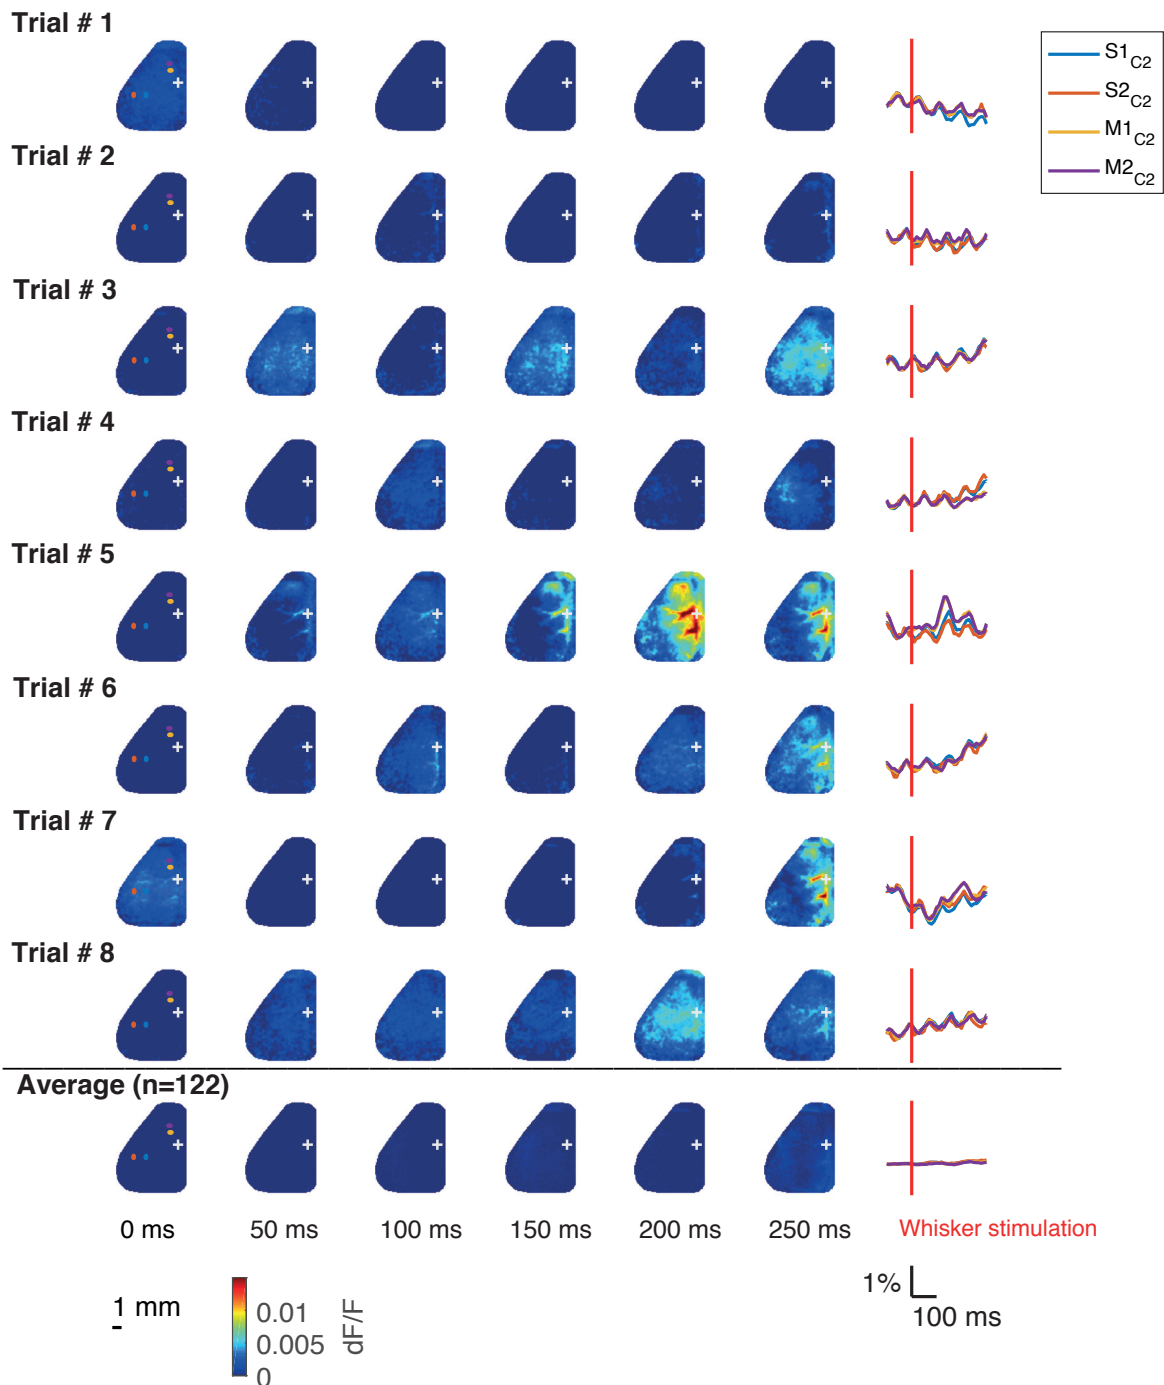 Trial # 1
S1C2
S2C2
M1C2
M2C2
Trial # 2
Trial # 3
Trial # 4
Trial # 5
Trial # 6
Trial # 7
Trial # 8
Average (n=122)
0 ms 50 ms 100 ms 150 ms 200 ms 250 ms Whisker stimulation
1 mm
0.01
0.005
0
dF/F
1%
100 ms